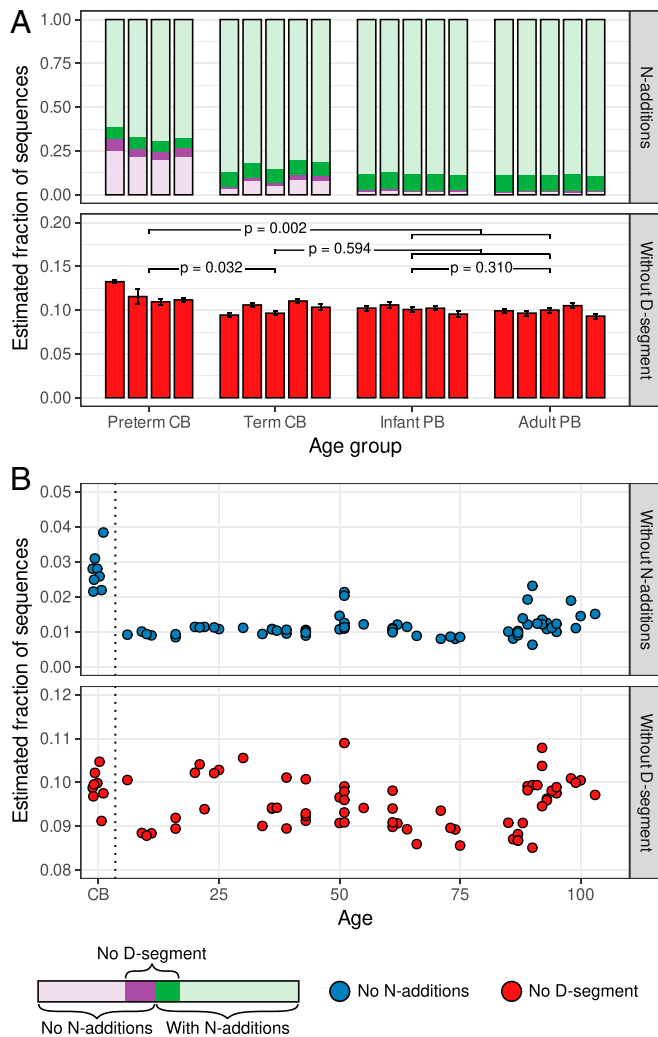 A
Estimated fraction of sequences
1.00
0.75
0.50
0.25
0.00
N-additions
0.20
0.15
0.10
0.05
0.00
p = 0.002
p = 0.594
p = 0.032
p = 0.310
Without D-segment
Preterm CB
Term CB
Infant PB
Adult PB
Age group
B
Estimated fraction of sequences
0.05
0.04
0.03
0.02
0.01
0.00
Without N-additions
0.12
0.11
0.10
0.09
0.08
Without D-segment
CB
25
50
75
100
Age
No D-segment
No N-additions
With N-additions
No N-additions
No D-segment